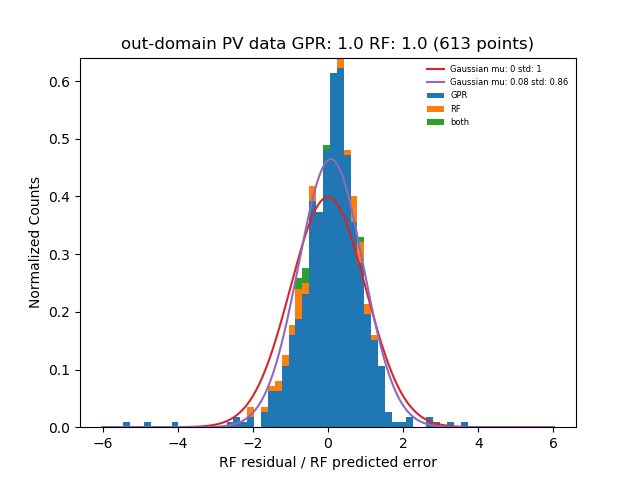 out-domain PV data GPR: 1.0 RF: 1.0 (613 points)
Gaussian mu: 0 std: 1
Gaussian mu: 0.08 std: 0.86
GPR
RF
both
Normalized Counts
0.6
0.5
0.4
0.3
0.2
0.1
0.0
−6 −4 −2 0 2 4 6
RF residual / RF predicted error